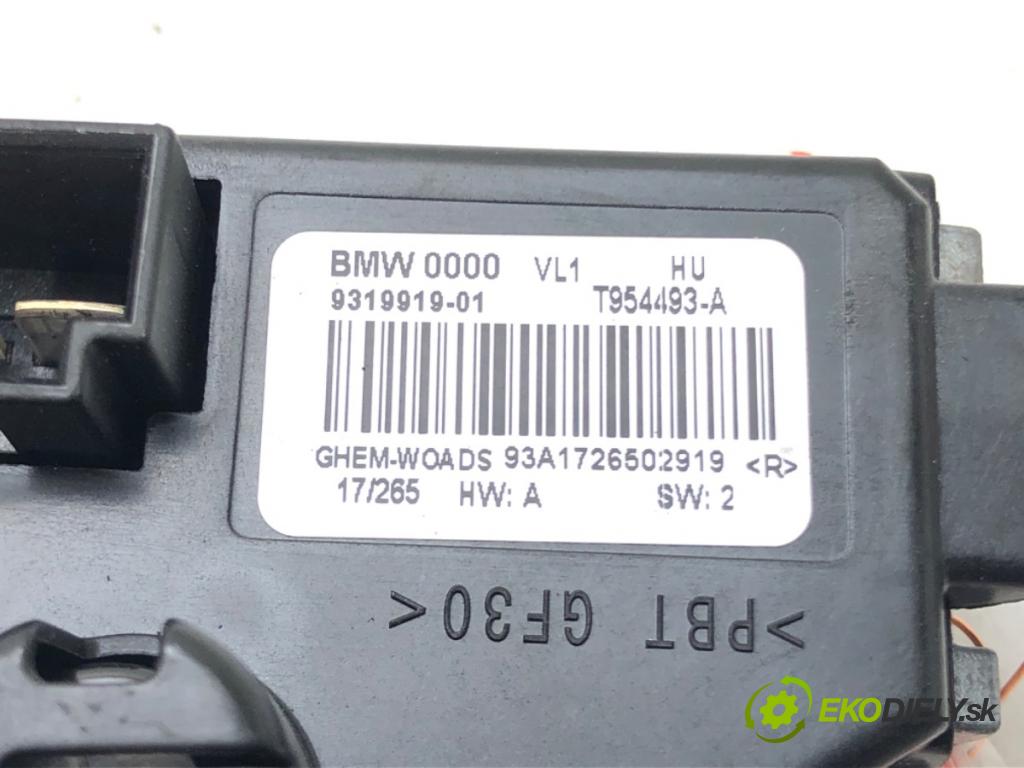 BMW 0000 VL1 HU
9319919-01 T954493-A
GHEM-WOADS 93A1726502919 <R>
17/265 HW: A SW: 2
>PBT GF30<
EKODIELY.sk